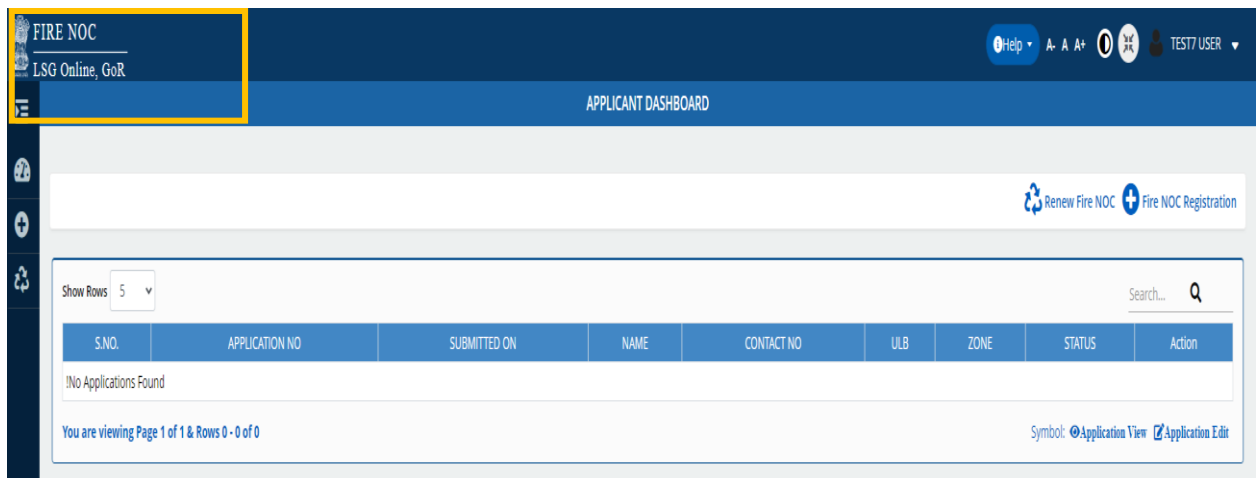 FIRE NOC
LSG Online, GoR
Help A- A A+ TEST7 USER
APPLICANT DASHBOARD
Renew Fire NOC Fire NOC Registration
Show Rows 5 Search...
S.NO. APPLICATION NO SUBMITTED ON NAME CONTACT NO ULB ZONE STATUS Action
!No Applications Found
You are viewing Page 1 of 1 & Rows 0 - 0 of 0 Symbol: Application View Application Edit